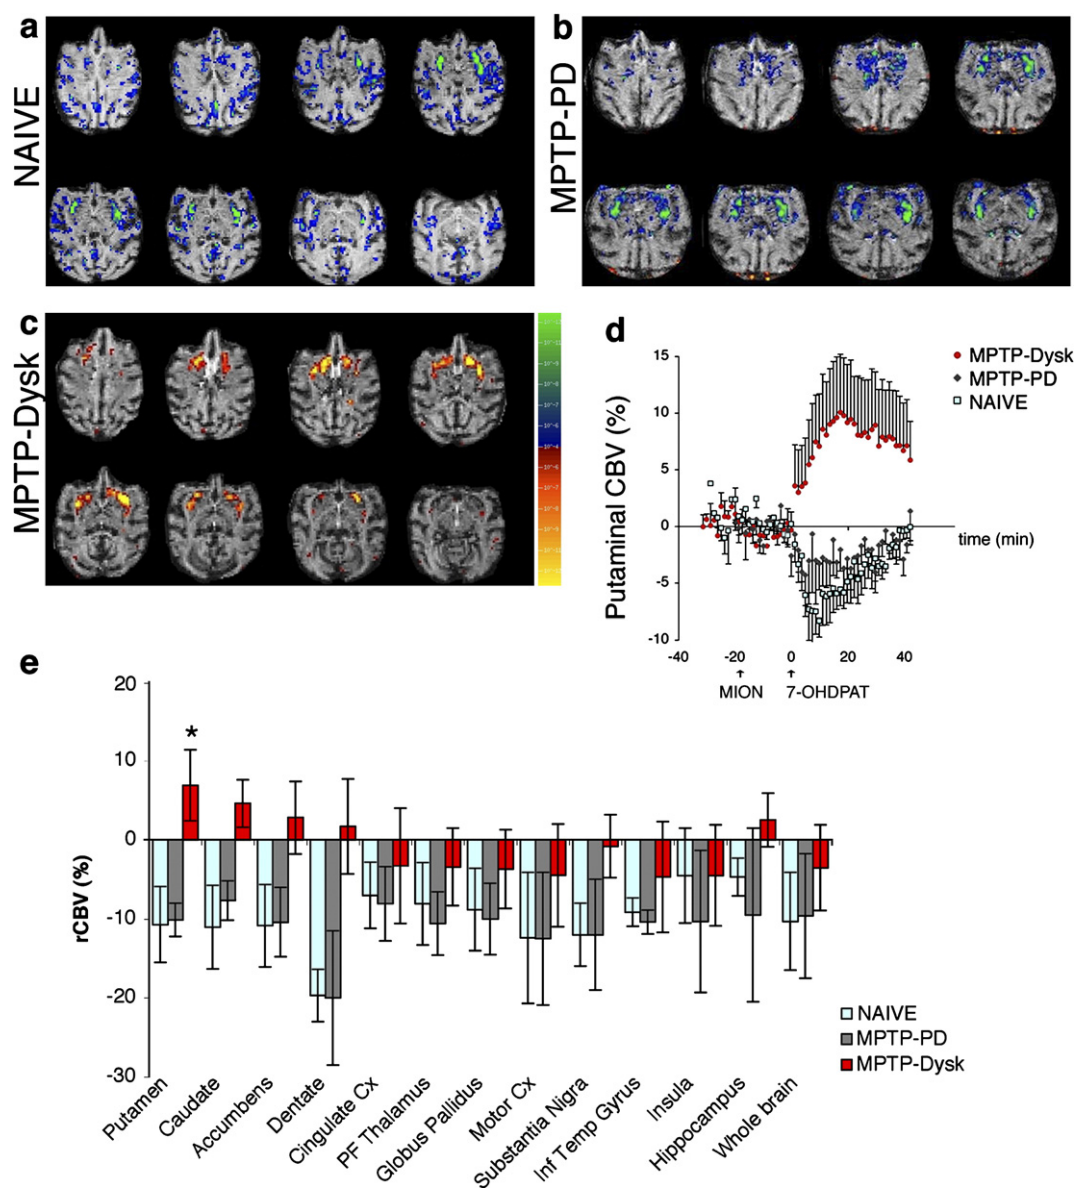 a
NAIVE
b
MPTP-PD
c
MPTP-Dysk
d
MPTP-Dysk
MPTP-PD
NAIVE
Putaminal CBV (%)
15
10
5
0
-5
-10
time (min)
-40
-20
0
20
40
MION
7-OHDPAT
e
20
10
0
-10
-20
-30
rCBV (%)
*
NAIVE
MPTP-PD
MPTP-Dysk
Putamen
Caudate
Accumbens
Dentate
Cingulate Cx
PF Thalamus
Globus Pallidus
Motor Cx
Substantia Nigra
Inf Temp Gyrus
Insula
Hippocampus
Whole brain